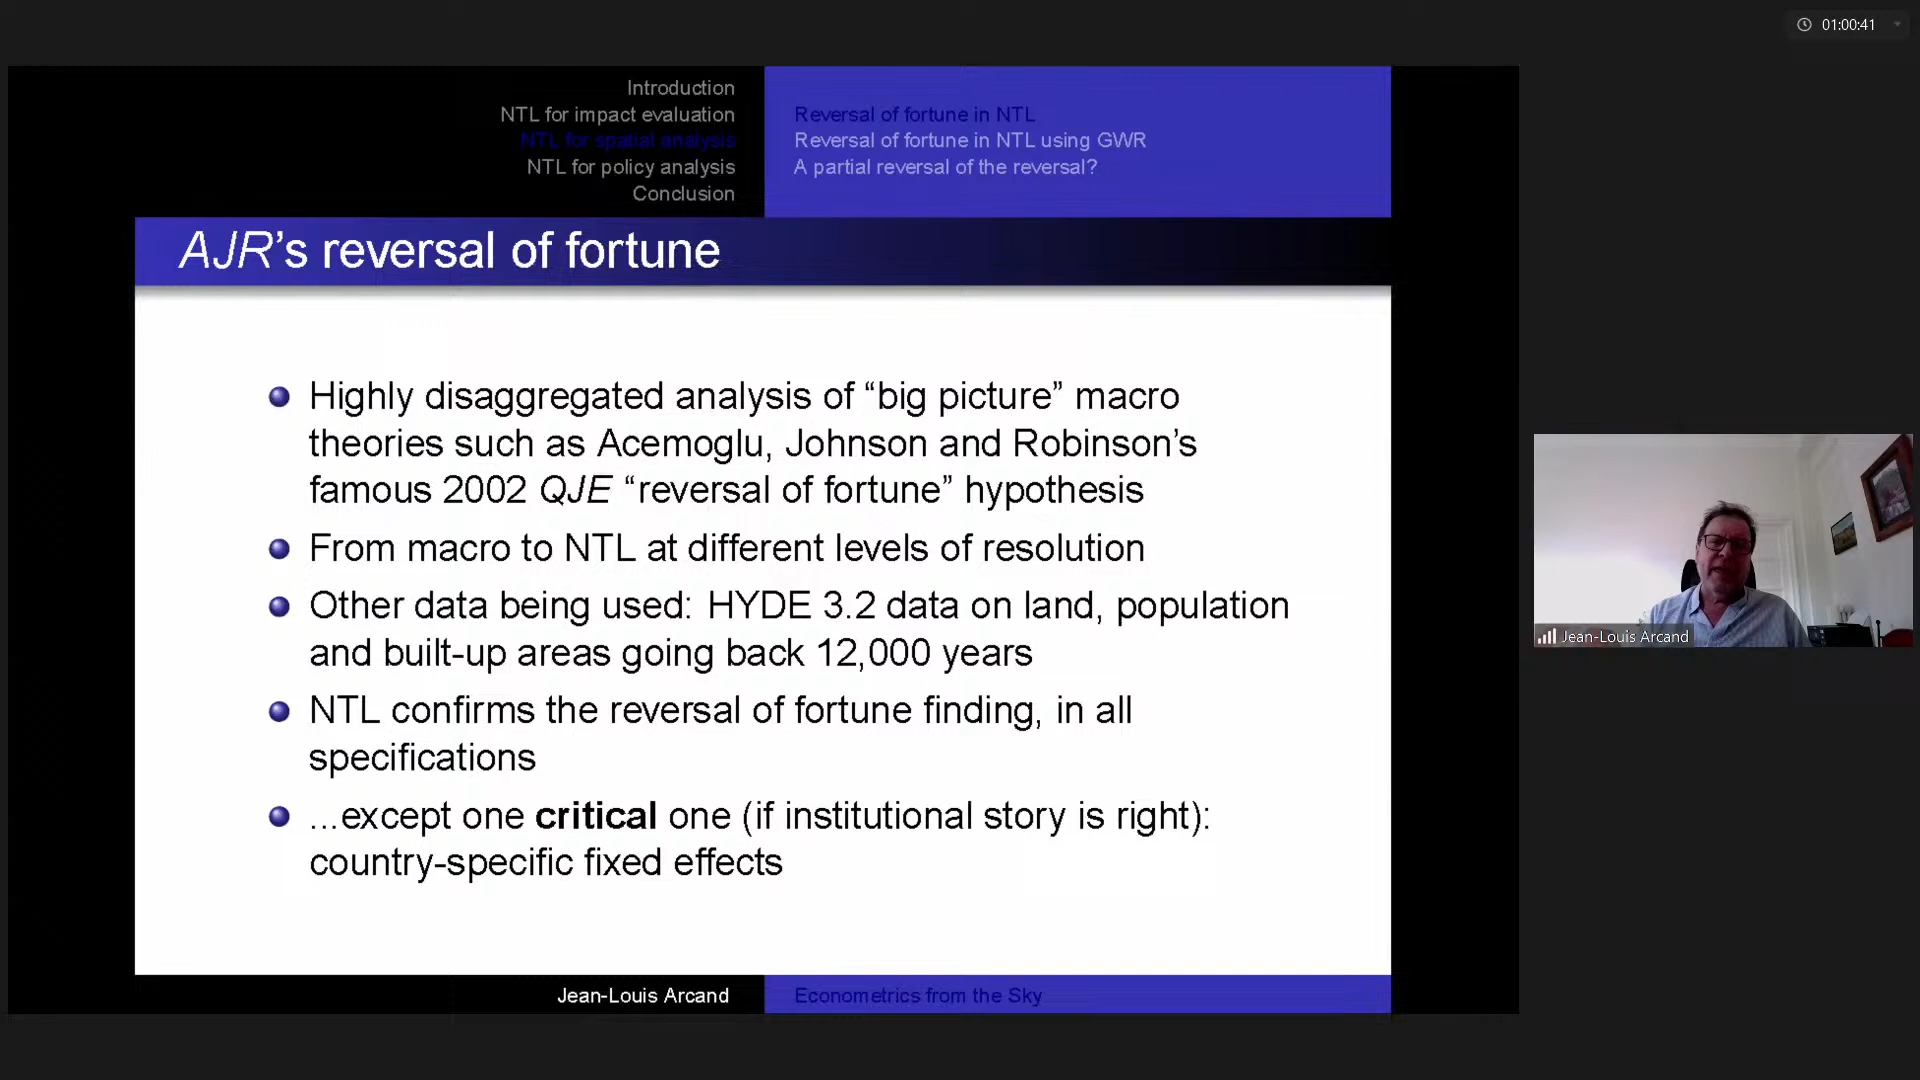 01:00:41
Introduction
NTL for impact evaluation
NTL for spatial analysis
NTL for policy analysis
Conclusion
Reversal of fortune in NTL
Reversal of fortune in NTL using GWR
A partial reversal of the reversal?
AJR’s reversal of fortune
Highly disaggregated analysis of “big picture” macro
theories such as Acemoglu, Johnson and Robinson’s
famous 2002 QJE “reversal of fortune” hypothesis
From macro to NTL at different levels of resolution
Other data being used: HYDE 3.2 data on land, population
and built-up areas going back 12,000 years
NTL confirms the reversal of fortune finding, in all
specifications
...except one critical one (if institutional story is right):
country-specific fixed effects
Jean-Louis Arcand
Econometrics from the Sky
Jean-Louis Arcand